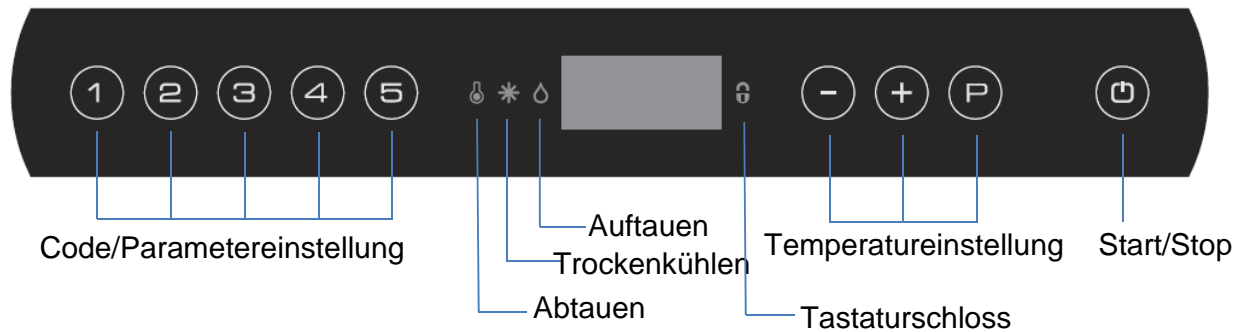 1 2 3 4 5 - + P
Auftauen
Code/Parametereinstellung
Temperatureinstellung
Start/Stop
Trockenkühlen
Abtauen
Tastaturschloss